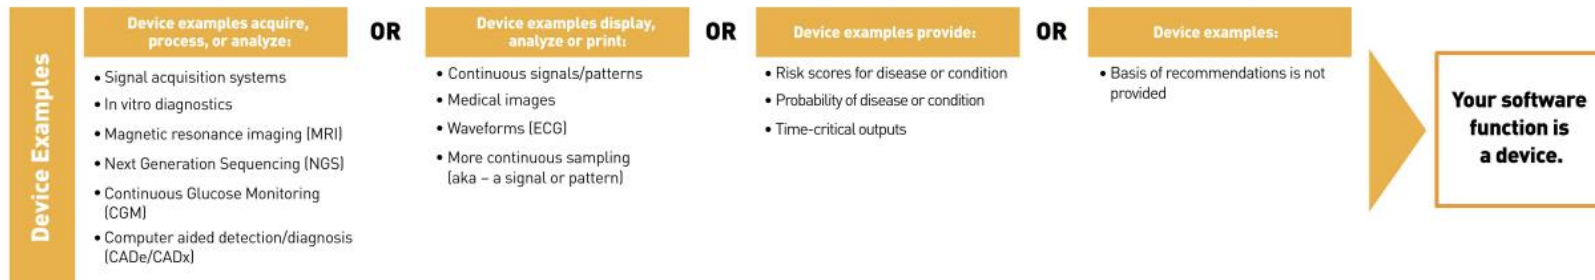 Device Examples
Device examples acquire,
process, or analyze:
• Signal acquisition systems
• In vitro diagnostics
• Magnetic resonance imaging (MRI)
• Next Generation Sequencing (NGS)
• Continuous Glucose Monitoring
(CGM)
• Computer aided detection/diagnosis
(CADe/CADx)
OR
Device examples display,
analyze or print:
• Continuous signals/patterns
• Medical images
• Waveforms (ECG)
• More continuous sampling
(aka – a signal or pattern)
OR
Device examples provide:
• Risk scores for disease or condition
• Probability of disease or condition
• Time-critical outputs
OR
Device examples:
• Basis of recommendations is not
provided
Your software
function is
a device.